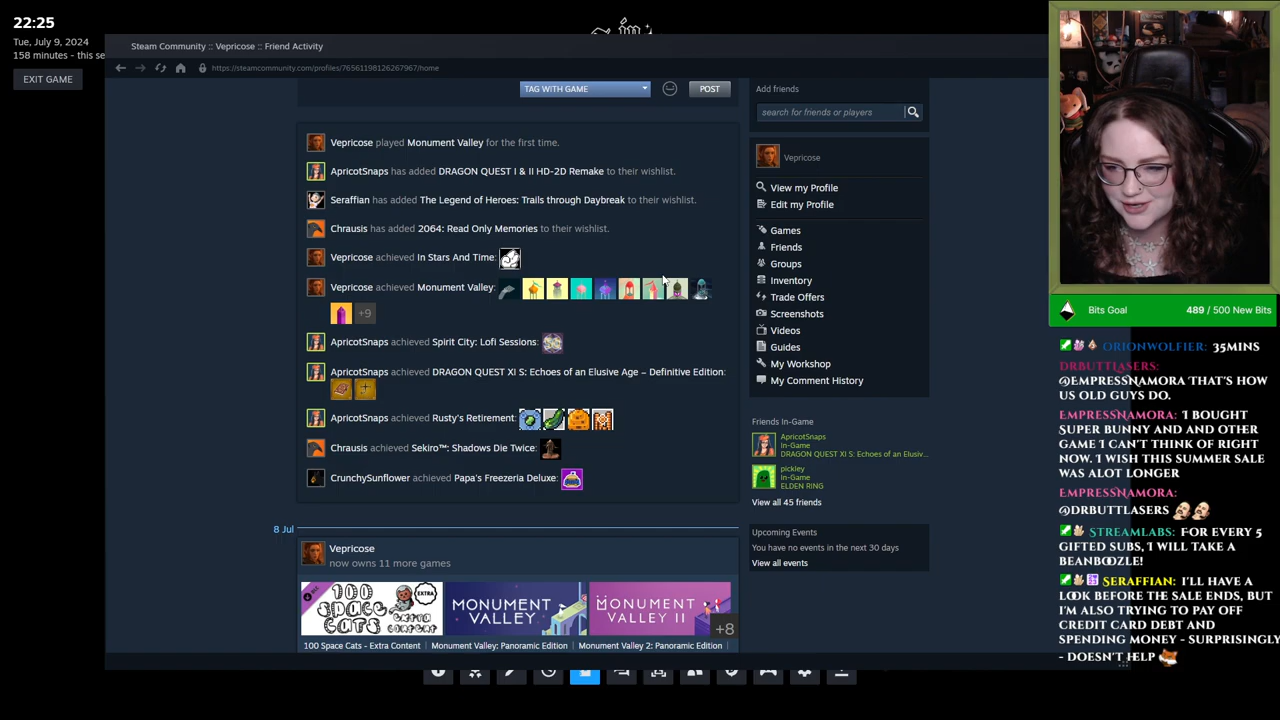 22:25
Tue, July 9, 2024
158 minutes - this se
EXIT GAME
Steam Community :: Vepricose :: Friend Activity
https://steamcommunity.com/profiles/76561198126267967/home
TAG WITH GAME
POST
Vepricose played Monument Valley for the first time.
ApricotSnaps has added DRAGON QUEST I & II HD-2D Remake to their wishlist.
Seraffian has added The Legend of Heroes: Trails through Daybreak to their wishlist.
Chrausis has added 2064: Read Only Memories to their wishlist.
Vepricose achieved In Stars And Time:
Vepricose achieved Monument Valley:
+9
ApricotSnaps achieved Spirit City: Lofi Sessions:
ApricotSnaps achieved DRAGON QUEST XI S: Echoes of an Elusive Age – Definitive Edition:
ApricotSnaps achieved Rusty's Retirement:
Chrausis achieved Sekiro™: Shadows Die Twice:
CrunchySunflower achieved Papa's Freezeria Deluxe:
8 Jul
Vepricose
now owns 11 more games
DLC
100 SPACE CATS EXTRA EXTRA CONTENT
MONUMENT VALLEY
MONUMENT VALLEY II
+8
100 Space Cats - Extra Content
Monument Valley: Panoramic Edition
Monument Valley 2: Panoramic Edition
Add friends
search for friends or players
Vepricose
View my Profile
Edit my Profile
Games
Friends
Groups
Inventory
Trade Offers
Screenshots
Videos
Guides
My Workshop
My Comment History
Friends In-Game
ApricotSnaps
In-Game
DRAGON QUEST XI S: Echoes of an Elusiv...
pickley
In-Game
ELDEN RING
View all 45 friends
Upcoming Events
You have no events in the next 30 days
View all events
Bits Goal
489 / 500 New Bits
ORIONWOLFIER: 35MINS
DRBUTTLASERS:
@EMPRESSNAMORA THAT'S HOW
US OLD GUYS DO.
EMPRESSNAMORA: I BOUGHT
SUPER BUNNY AND AND OTHER
GAME I CAN'T THINK OF RIGHT
NOW. I WISH THIS SUMMER SALE
WAS ALOT LONGER
EMPRESSNAMORA:
@DRBUTTLASERS
STREAMLABS: FOR EVERY 5
GIFTED SUBS, I WILL TAKE A
BEANBOOZLE!
SERAFFIAN: I'LL HAVE A
LOOK BEFORE THE SALE ENDS, BUT
I'M ALSO TRYING TO PAY OFF
CREDIT CARD DEBT AND
SPENDING MONEY - SURPRISINGLY
- DOESN'T HELP